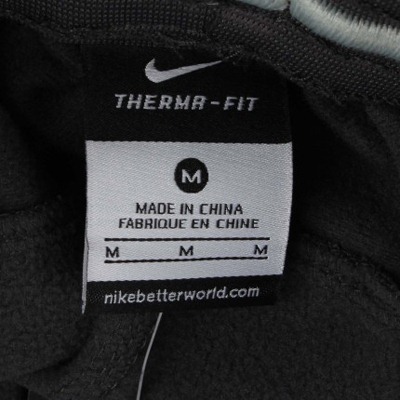 THERMA-FIT
M
MADE IN CHINA
FABRIQUE EN CHINE
M M M
nikebetterworld.com